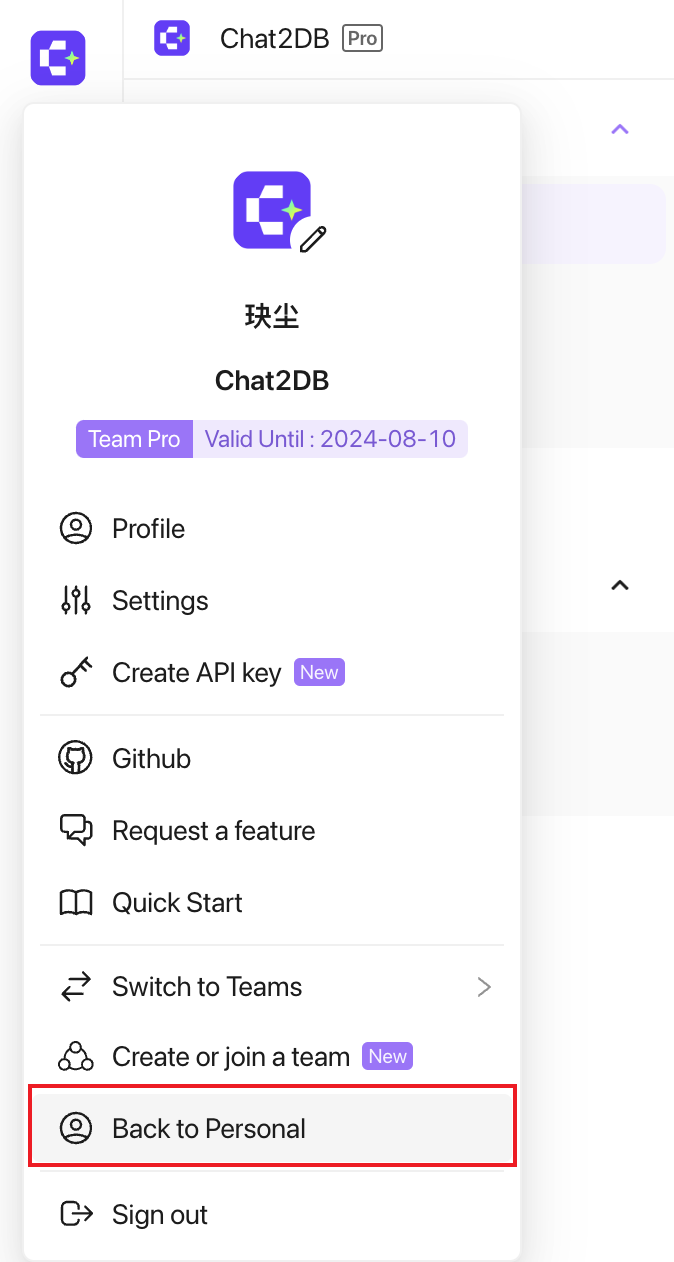 Chat2DB Pro
玦尘
Chat2DB
Team Pro Valid Until : 2024-08-10
Profile
Settings
Create API key New
Github
Request a feature
Quick Start
Switch to Teams
Create or join a team New
Back to Personal
Sign out